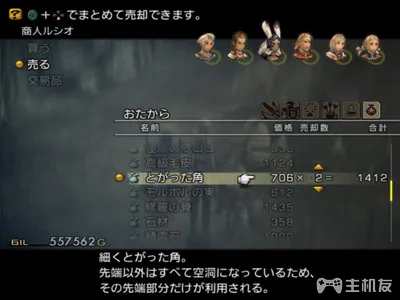 +でまとめて売却できます。
商人ルシオ
買う
売る
交易品
おたから
名前 価格 売却数 合計
高級毛皮 1124
とがった角 706 × 2 = 1412
モルボルの実 612
修羅の骨 1435
石材 358
GIL 557562 G
細くとがった角。
先端以外はすべて空洞になっているため、
その先端部分だけが利用される。
主机友